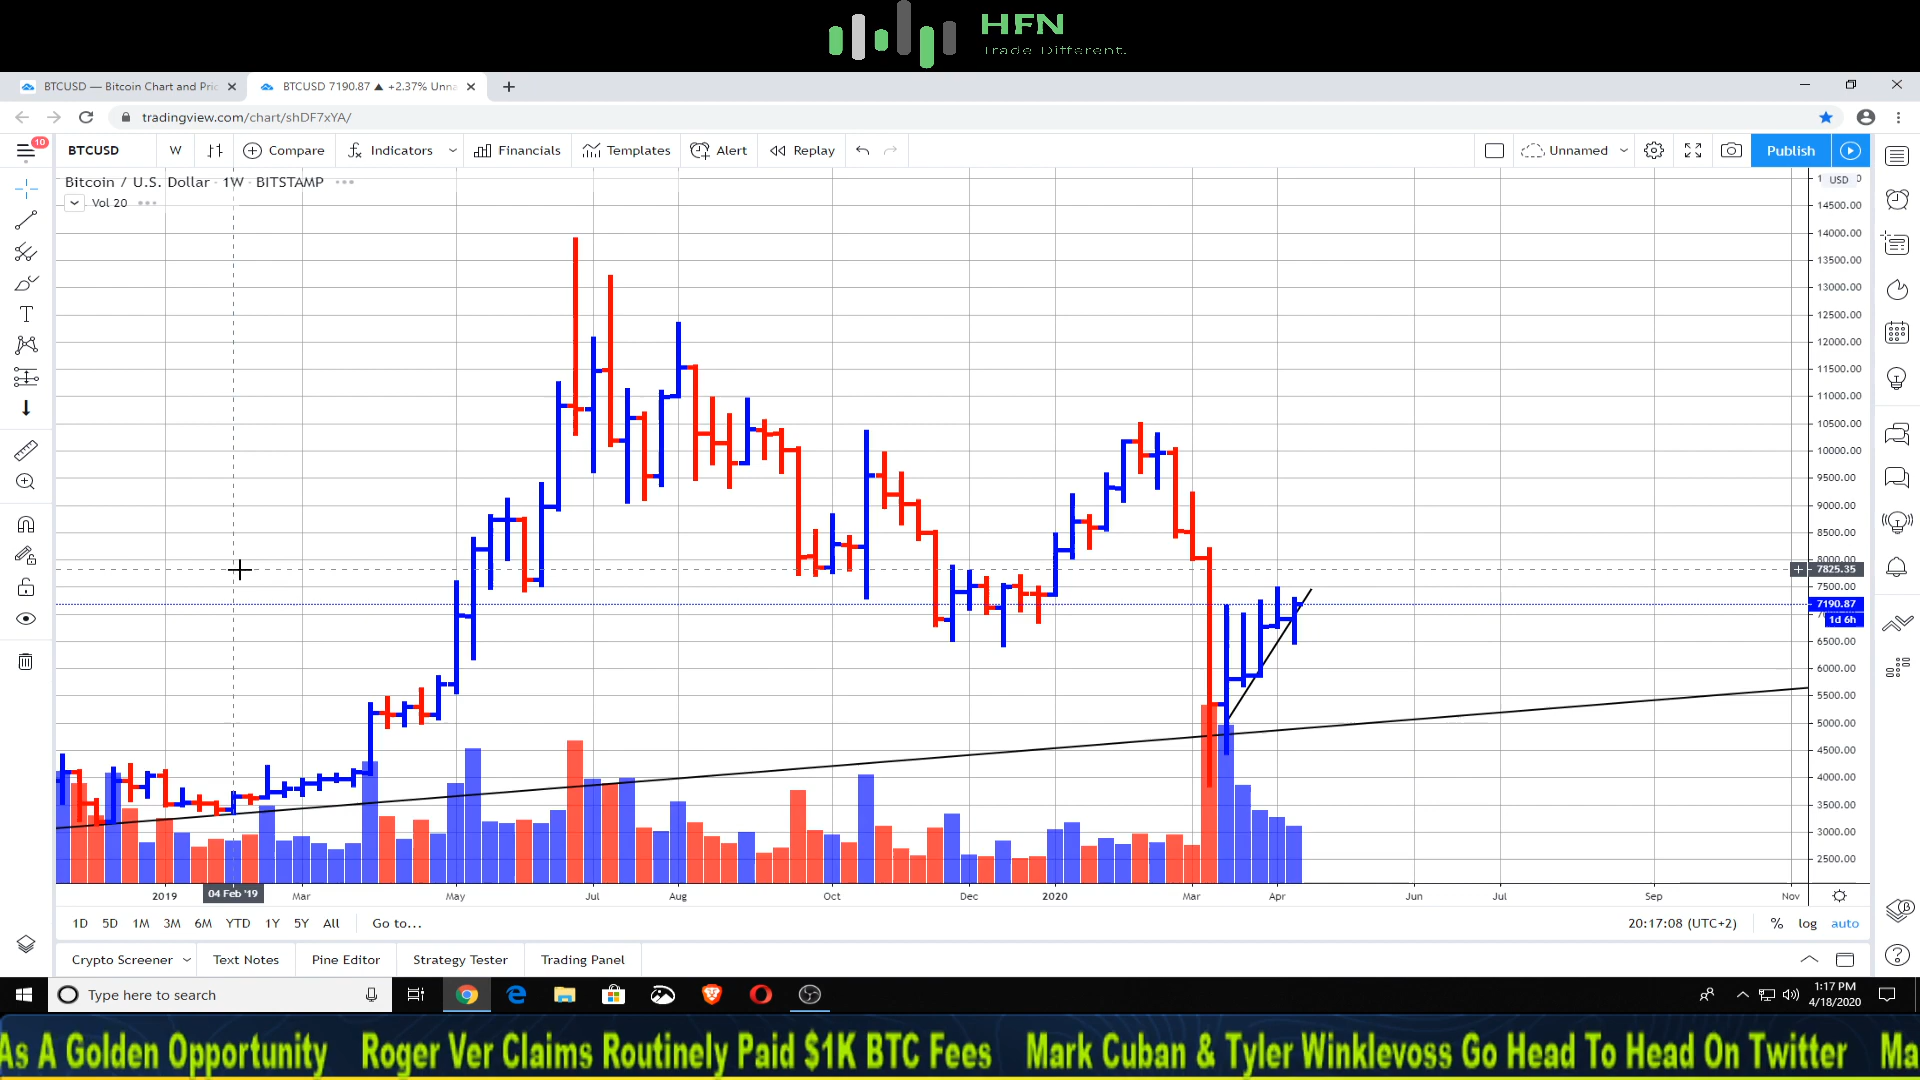 HFN
Trade Different.
BTCUSD — Bitcoin Chart and Pric
BTCUSD 7190.87 ▲ +2.37% Unna
tradingview.com/chart/shDF7xYA/
10
BTCUSD W Compare Indicators Financials Templates Alert Replay Unnamed Publish
Bitcoin / U.S. Dollar · 1W · BITSTAMP
Vol 20
USD
14500.00
14000.00
13500.00
13000.00
12500.00
12000.00
11500.00
11000.00
10500.00
10000.00
9500.00
9000.00
8500.00
8000.00
7825.35
7500.00
7190.87
1d 6h
6500.00
6000.00
5500.00
5000.00
4500.00
4000.00
3500.00
3000.00
2500.00
2019 04 Feb '19 Mar May Jul Aug Oct Dec 2020 Mar Apr Jun Jul Sep Nov
1D 5D 1M 3M 6M YTD 1Y 5Y All Go to... 20:17:08 (UTC+2) % log auto
Crypto Screener Text Notes Pine Editor Strategy Tester Trading Panel
Type here to search
1:17 PM
4/18/2020
As A Golden Opportunity Roger Ver Claims Routinely Paid $1K BTC Fees Mark Cuban & Tyler Winklevoss Go Head To Head On Twitter Ma